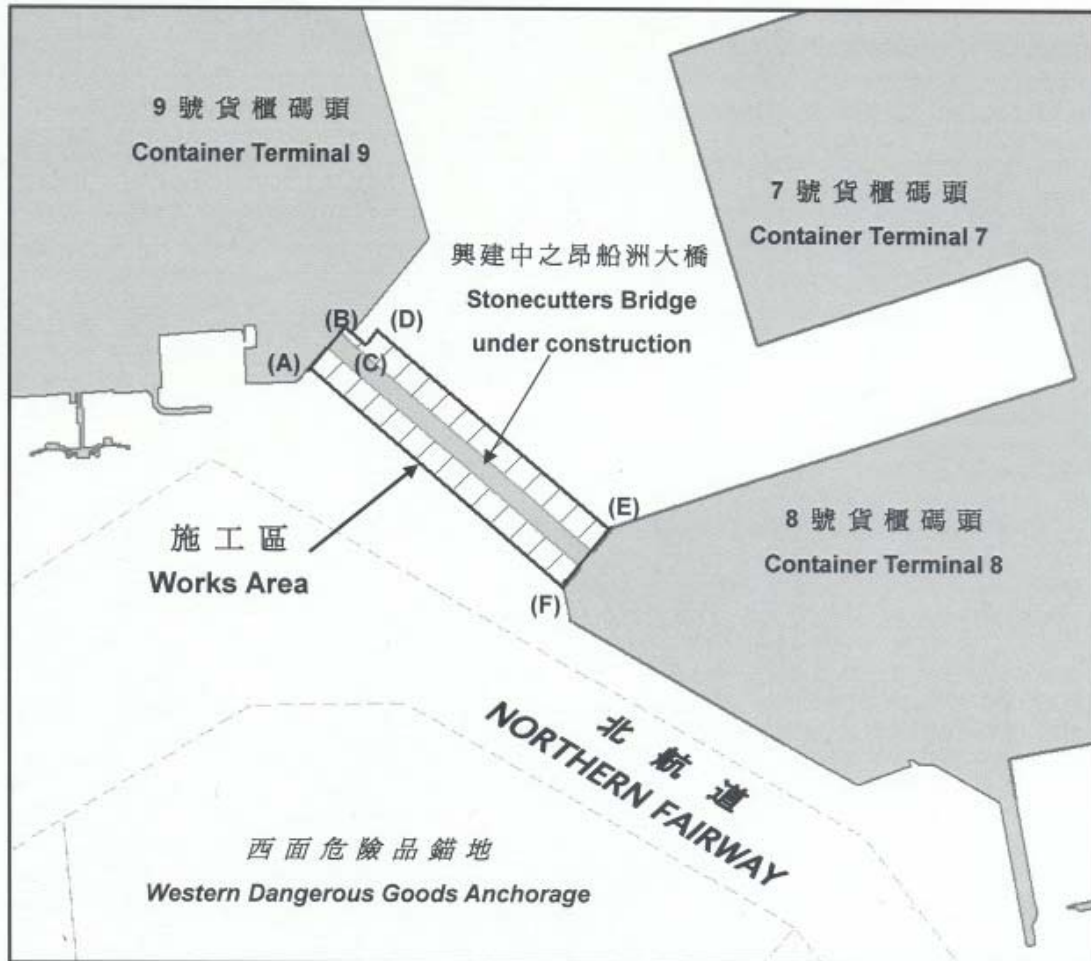 9 號 貨 櫃 碼 頭
Container Terminal 9
7 號 貨 櫃 碼 頭
Container Terminal 7
興建中之昂船洲大橋
Stonecutters Bridge
under construction
(B)
(D)
(A)
(C)
(E)
施 工 區
Works Area
8 號 貨 櫃 碼 頭
Container Terminal 8
(F)
北 航 道
NORTHERN FAIRWAY
西 面 危 險 品 錨 地
Western Dangerous Goods Anchorage